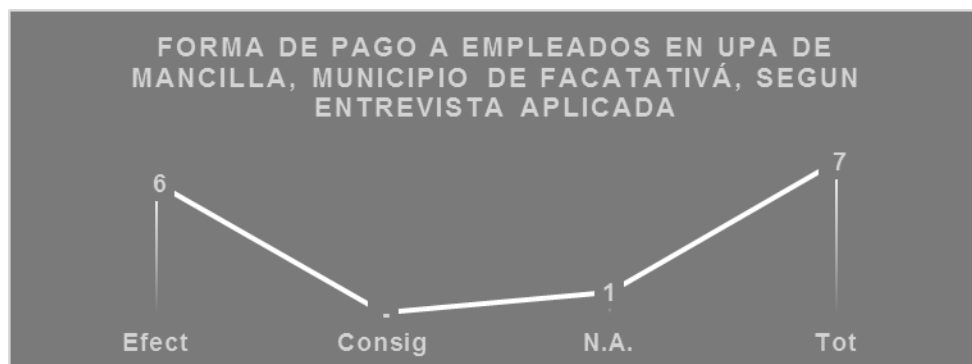 FORMA DE PAGO A EMPLEADOS EN UPA DE
MANCILLA, MUNICIPIO DE FACATATIVÁ, SEGUN
ENTREVISTA APLICADA
6
-
1
7
Efect
Consig
N.A.
Tot